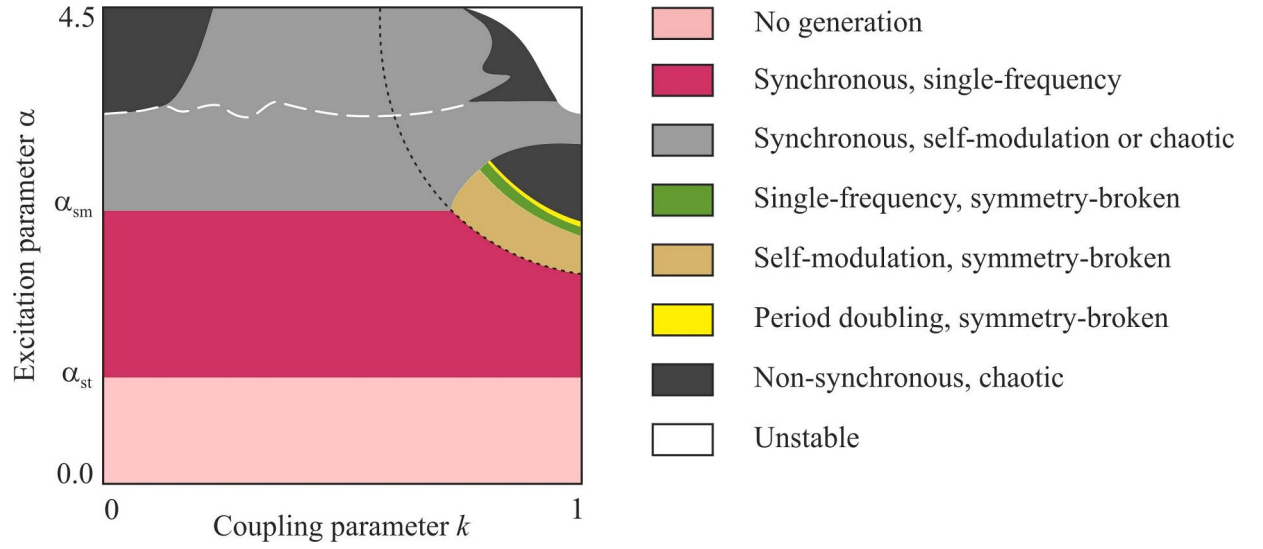 4.5
Excitation parameter α
α_sm
α_st
0.0
0
1
Coupling parameter k
No generation
Synchronous, single-frequency
Synchronous, self-modulation or chaotic
Single-frequency, symmetry-broken
Self-modulation, symmetry-broken
Period doubling, symmetry-broken
Non-synchronous, chaotic
Unstable